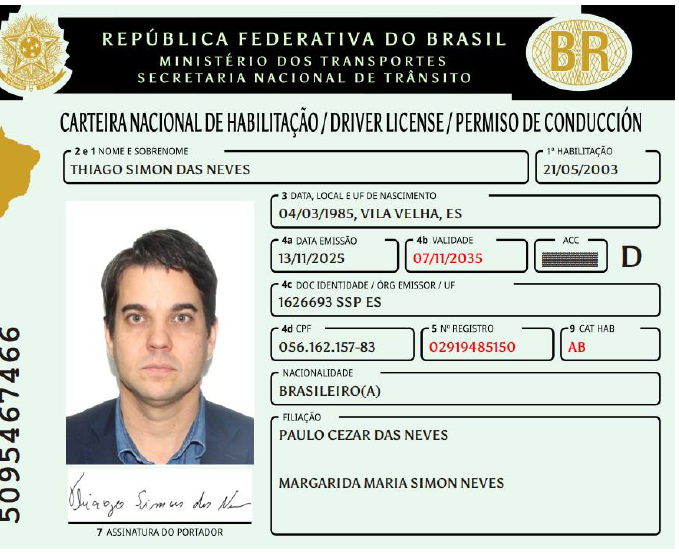 REPÚBLICA FEDERATIVA DO BRASIL
MINISTÉRIO DOS TRANSPORTES
SECRETARIA NACIONAL DE TRÂNSITO
BR
CARTEIRA NACIONAL DE HABILITAÇÃO / DRIVER LICENSE / PERMISO DE CONDUCCIÓN
2 e 1 NOME E SOBRENOME
THIAGO SIMON DAS NEVES
1ª HABILITAÇÃO
21/05/2003
3 DATA, LOCAL E UF DE NASCIMENTO
04/03/1985, VILA VELHA, ES
4a DATA EMISSÃO
13/11/2025
4b VALIDADE
07/11/2035
ACC
D
4c DOC IDENTIDADE / ÓRG EMISSOR / UF
1626693 SSP ES
4d CPF
056.162.157-83
5 Nº REGISTRO
02919485150
9 CAT HAB
AB
NACIONALIDADE
BRASILEIRO(A)
FILIAÇÃO
PAULO CEZAR DAS NEVES
MARGARIDA MARIA SIMON NEVES
Thiago Simon das
7 ASSINATURA DO PORTADOR
5095467466